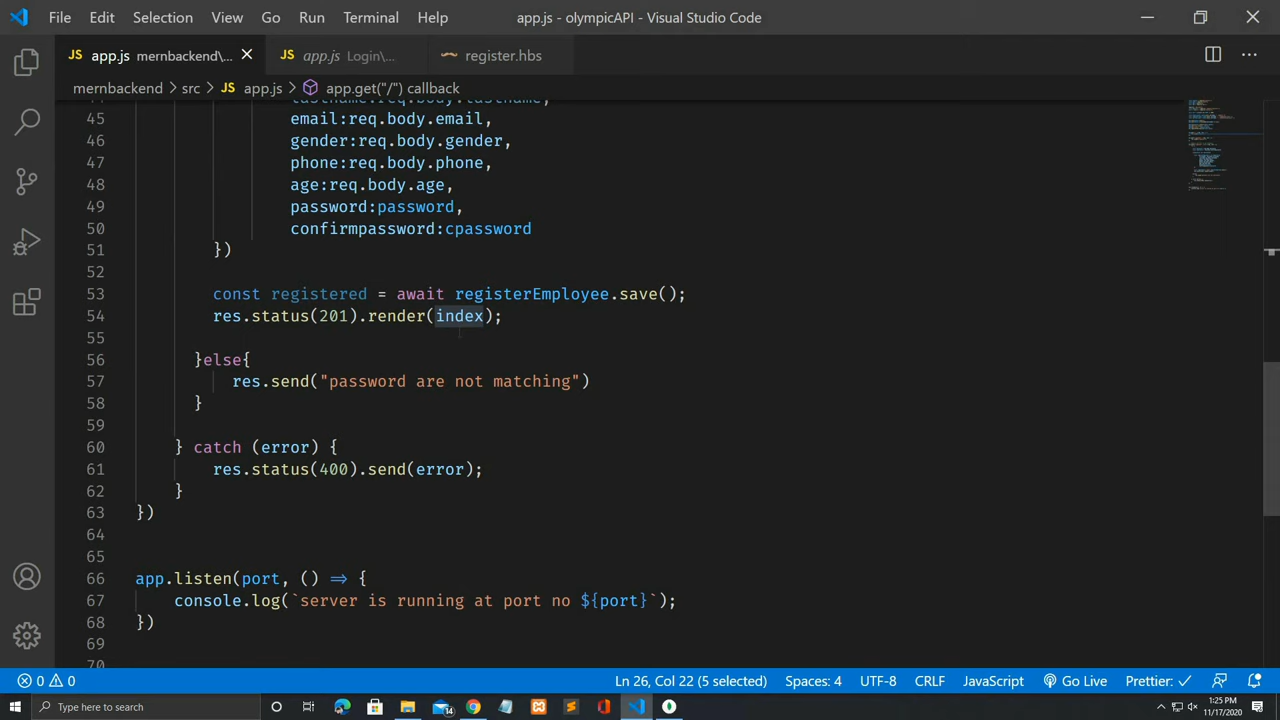 File Edit Selection View Go Run Terminal Help app.js - olympicAPI - Visual Studio Code
JS app.js mernbackend\... JS app.js Login\... register.hbs
mernbackend > src > JS app.js > app.get("/") callback
44 lastname:req.body.lastname,
45 email:req.body.email,
46 gender:req.body.gender,
47 phone:req.body.phone,
48 age:req.body.age,
49 password:password,
50 confirmpassword:cpassword
51 })
52
53 const registered = await registerEmployee.save();
54 res.status(201).render(index);
55
56 }else{
57 res.send("password are not matching")
58 }
59
60 } catch (error) {
61 res.status(400).send(error);
62 }
63 })
64
65
66 app.listen(port, () => {
67 console.log(`server is running at port no ${port}`);
68 })
69
70
0 0 Ln 26, Col 22 (5 selected) Spaces: 4 UTF-8 CRLF JavaScript Go Live Prettier: ✓
Type here to search 14 1:25 PM
11/17/2020